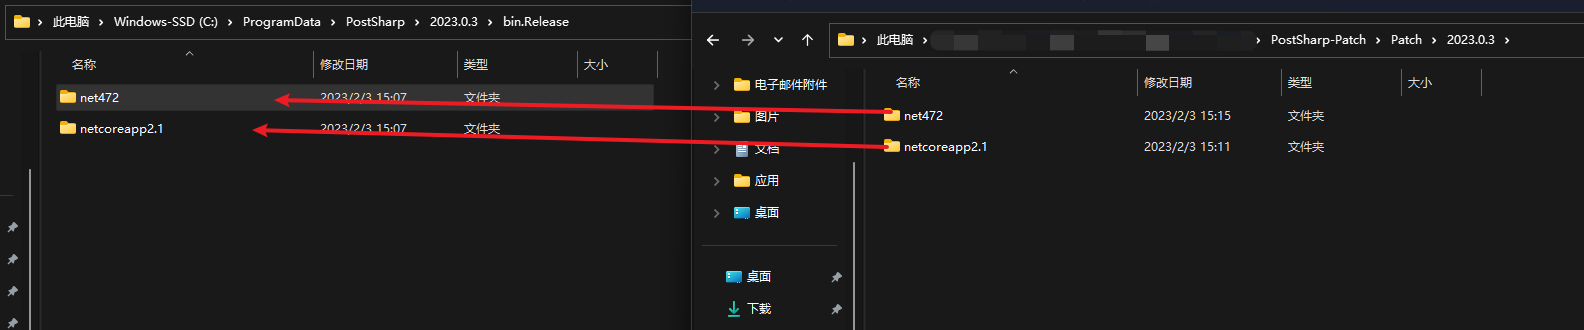 此电脑 > Windows-SSD (C:) > ProgramData > PostSharp > 2023.0.3 > bin.Release
名称 修改日期 类型 大小
net472 2023/2/3 15:07 文件夹
netcoreapp2.1 2023/2/3 15:07 文件夹
此电脑 > PostSharp-Patch > Patch > 2023.0.3 >
电子邮件附件
图片
文档
应用
桌面
桌面
下载
名称 修改日期 类型 大小
net472 2023/2/3 15:15 文件夹
netcoreapp2.1 2023/2/3 15:11 文件夹